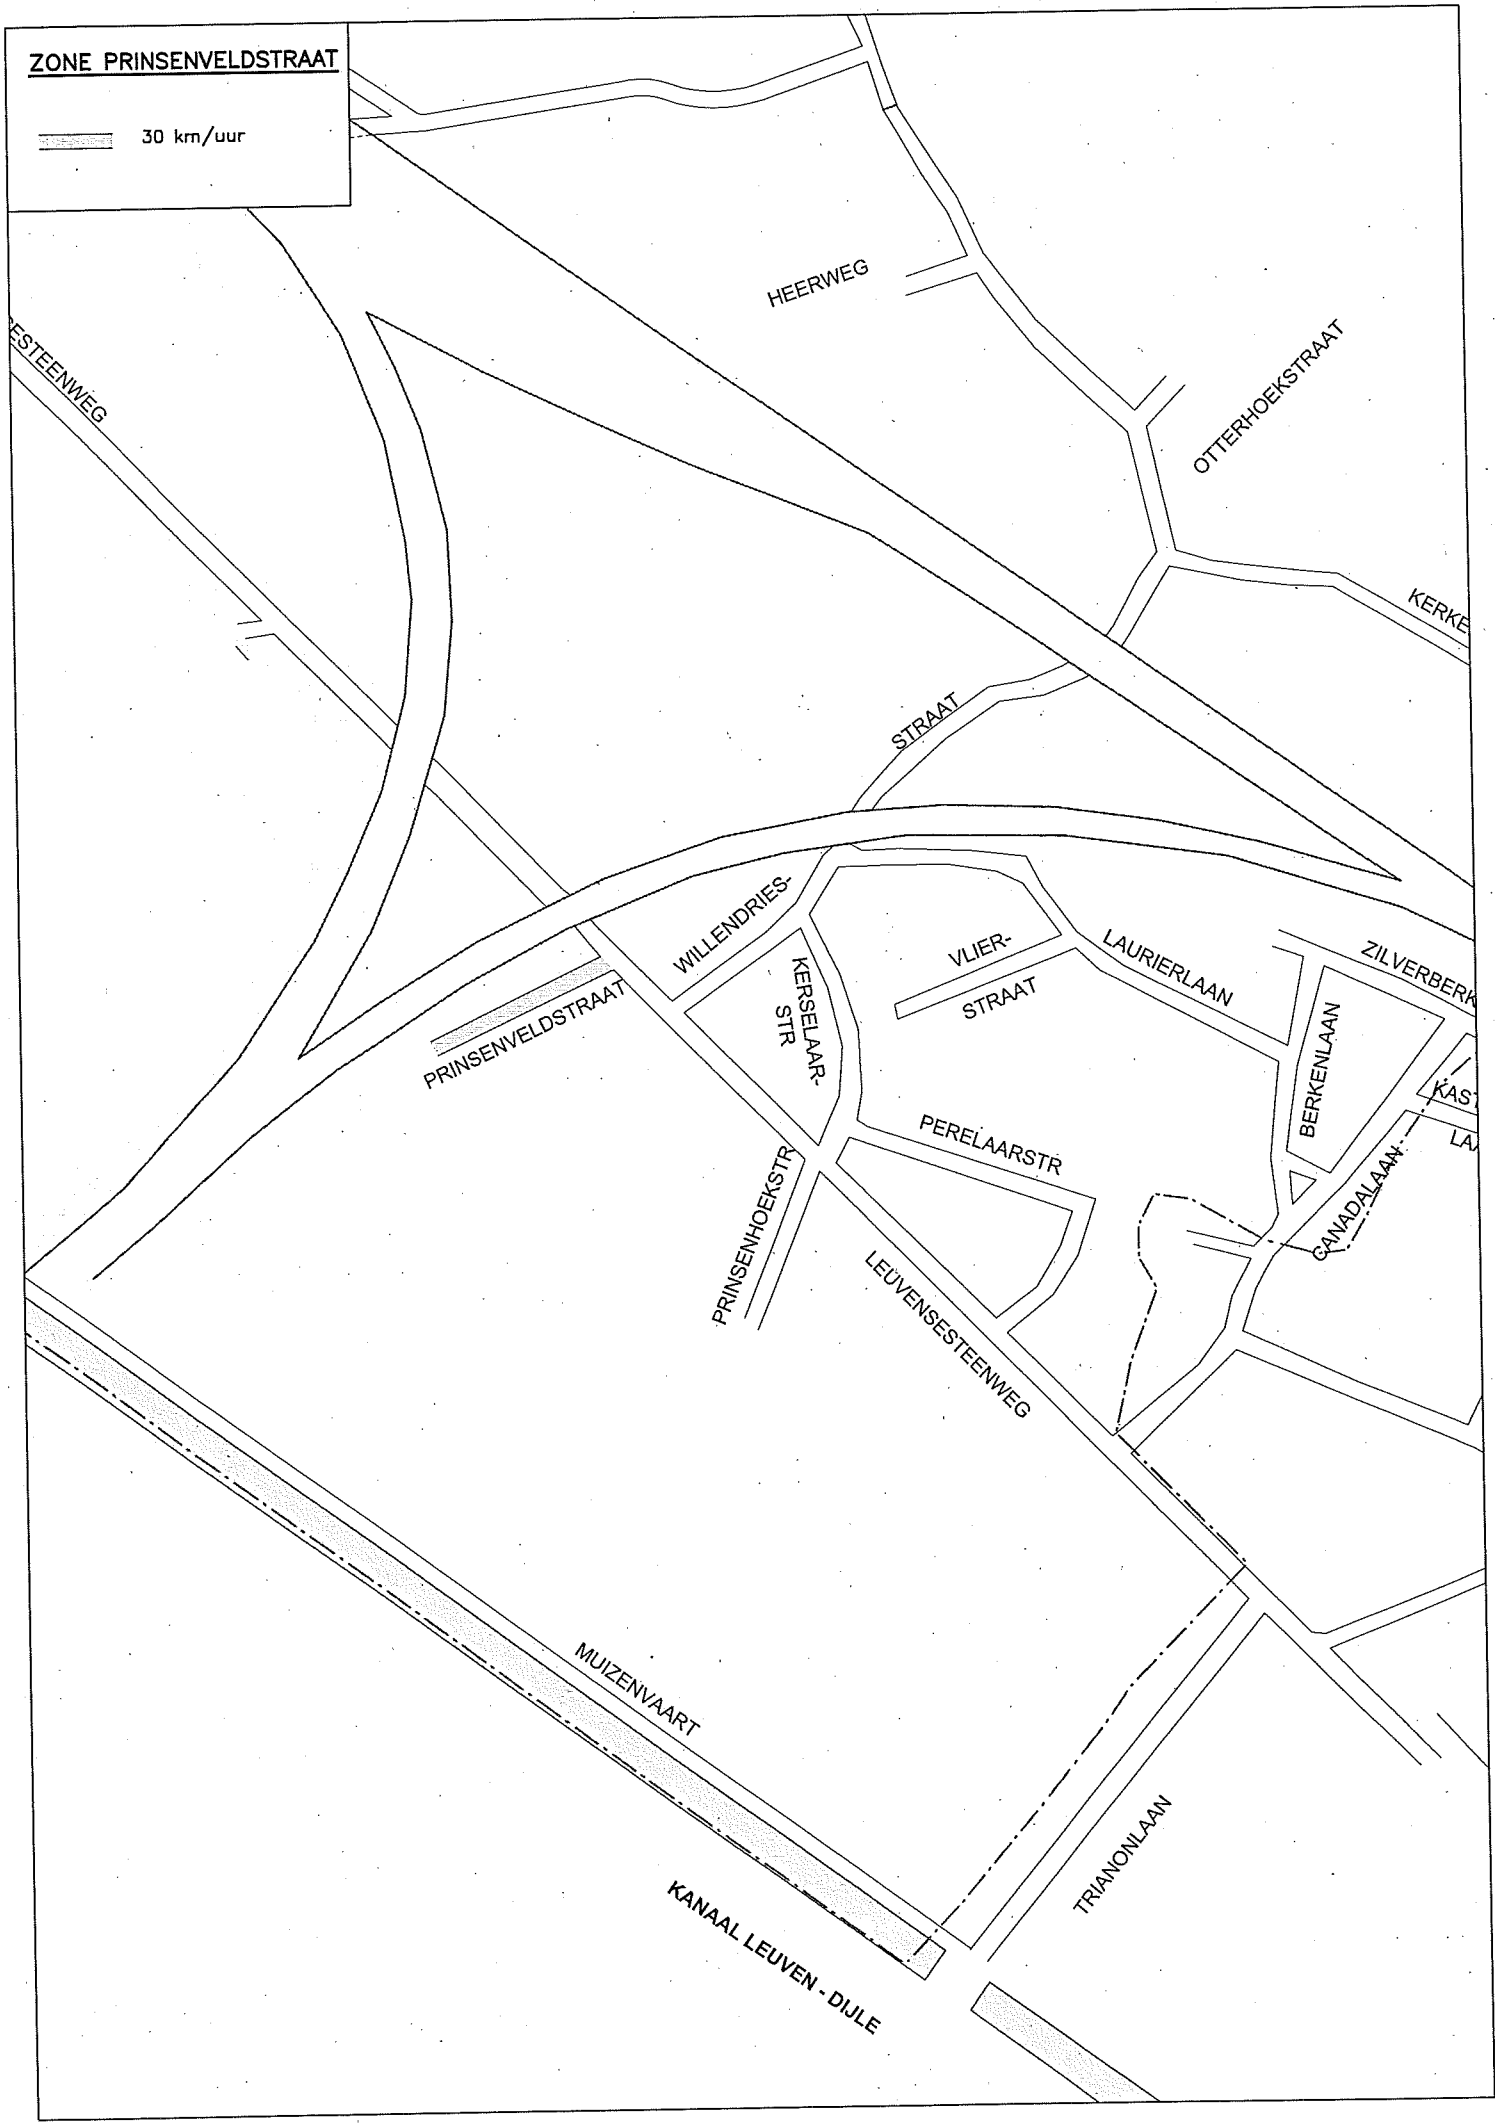 ZONE PRINSENVELDSTRAAT
30 km/uur
HEERWEG
ESTEENWEG
OTTERHOEKSTRAAT
KERKE
STRAAT
WILLENDRIES-
VLIER-
STRAAT
LAURIERLAAN
ZILVERBERK
KERSELAAR-
STR
PRINSENVELDSTRAAT
BERKENLAAN
KAST
LAA
PERELAARSTR
PRINSENHOEKSTR
CANADALAAN
LEUVENSESTEENWEG
MUIZENVAART
TRIANONLAAN
KANAAL LEUVEN - DIJLE